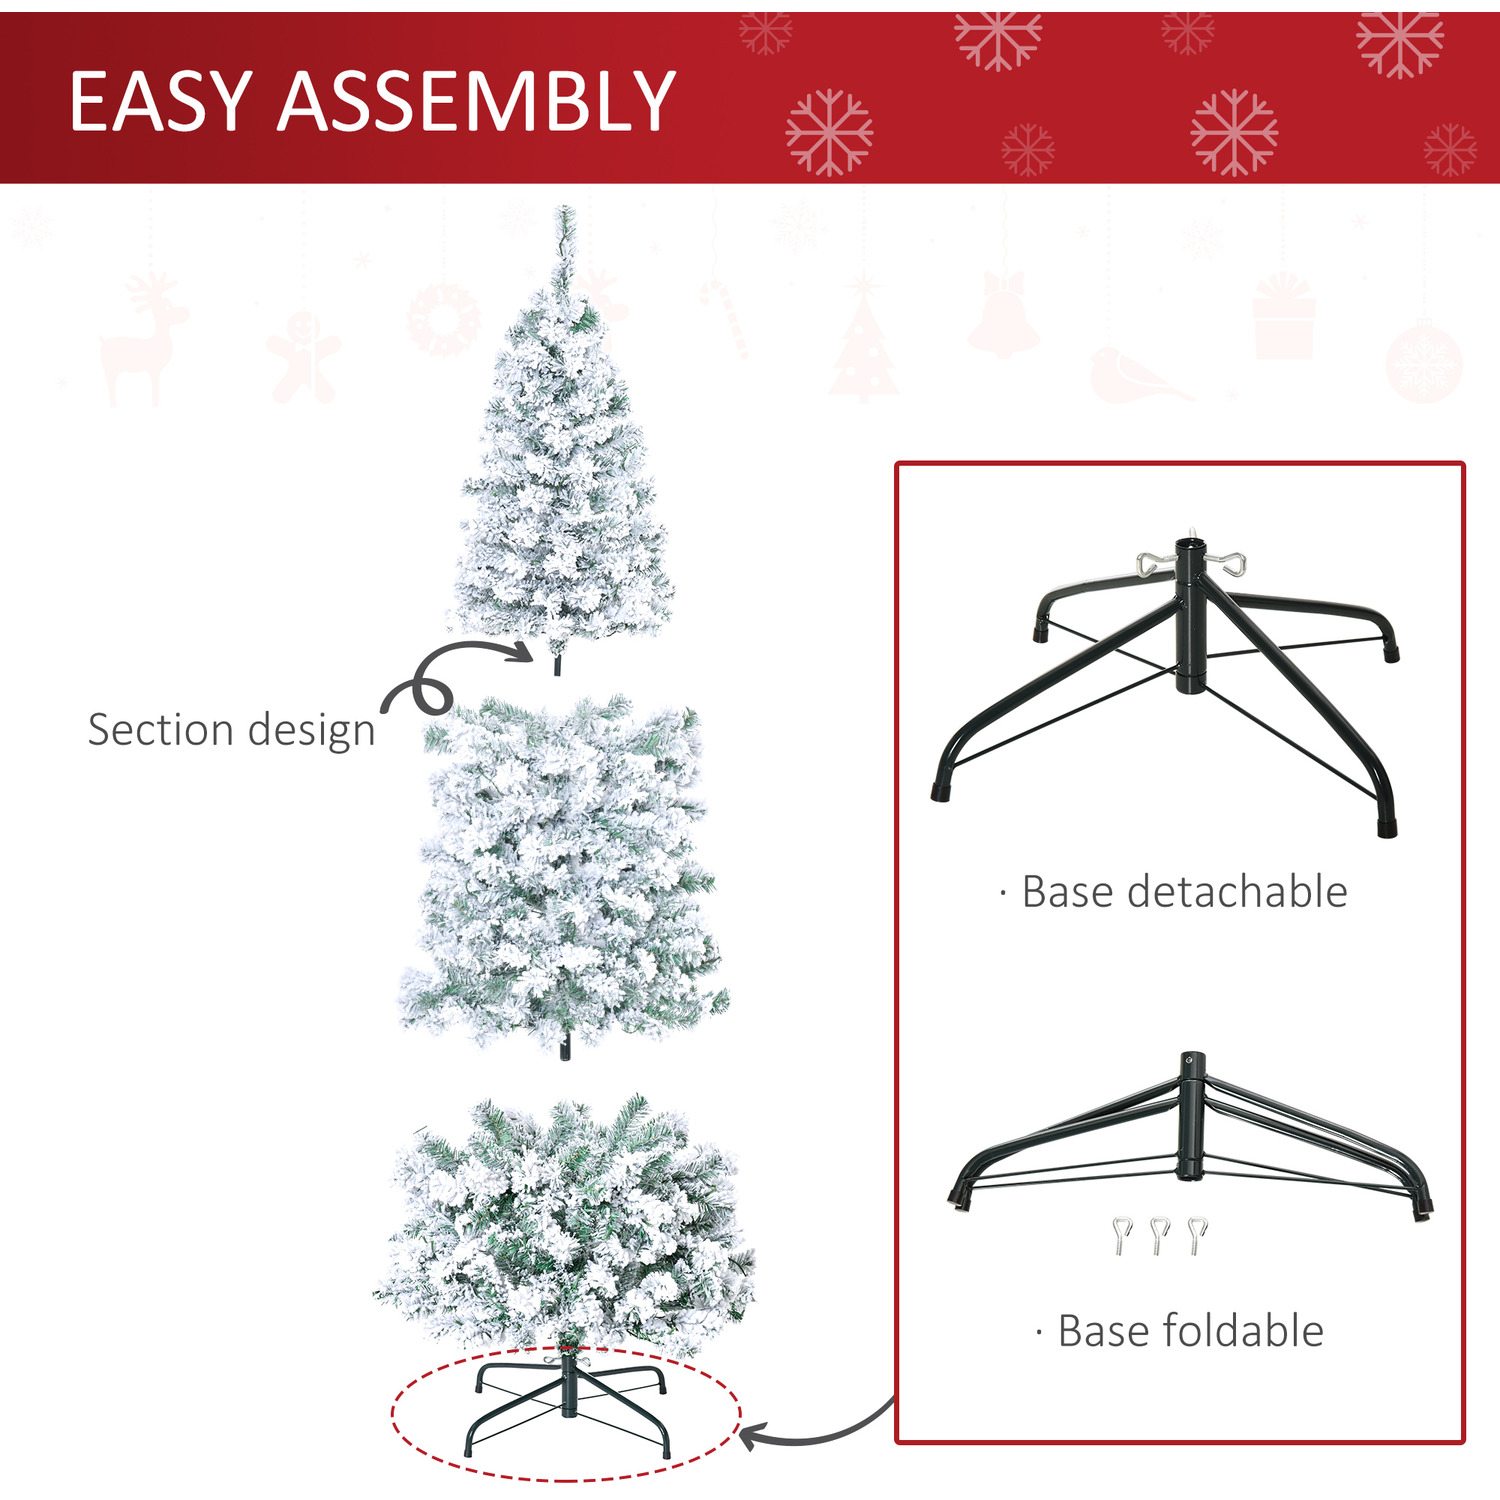 EASY ASSEMBLY
Section design
· Base detachable
· Base foldable